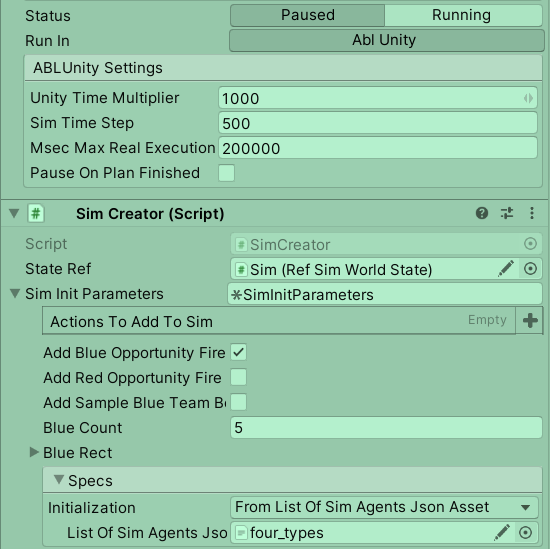 Status Paused Running
Run In Abl Unity
ABLUnity Settings
Unity Time Multiplier 1000
Sim Time Step 500
Msec Max Real Execution 200000
Pause On Plan Finished
# Sim Creator (Script)
Script # SimCreator
State Ref # Sim (Ref Sim World State)
Sim Init Parameters *SimInitParameters
Actions To Add To Sim Empty
Add Blue Opportunity Fire
Add Red Opportunity Fire
Add Sample Blue Team B
Blue Count 5
Blue Rect
Specs
Initialization From List Of Sim Agents Json Asset
List Of Sim Agents Jso four_types